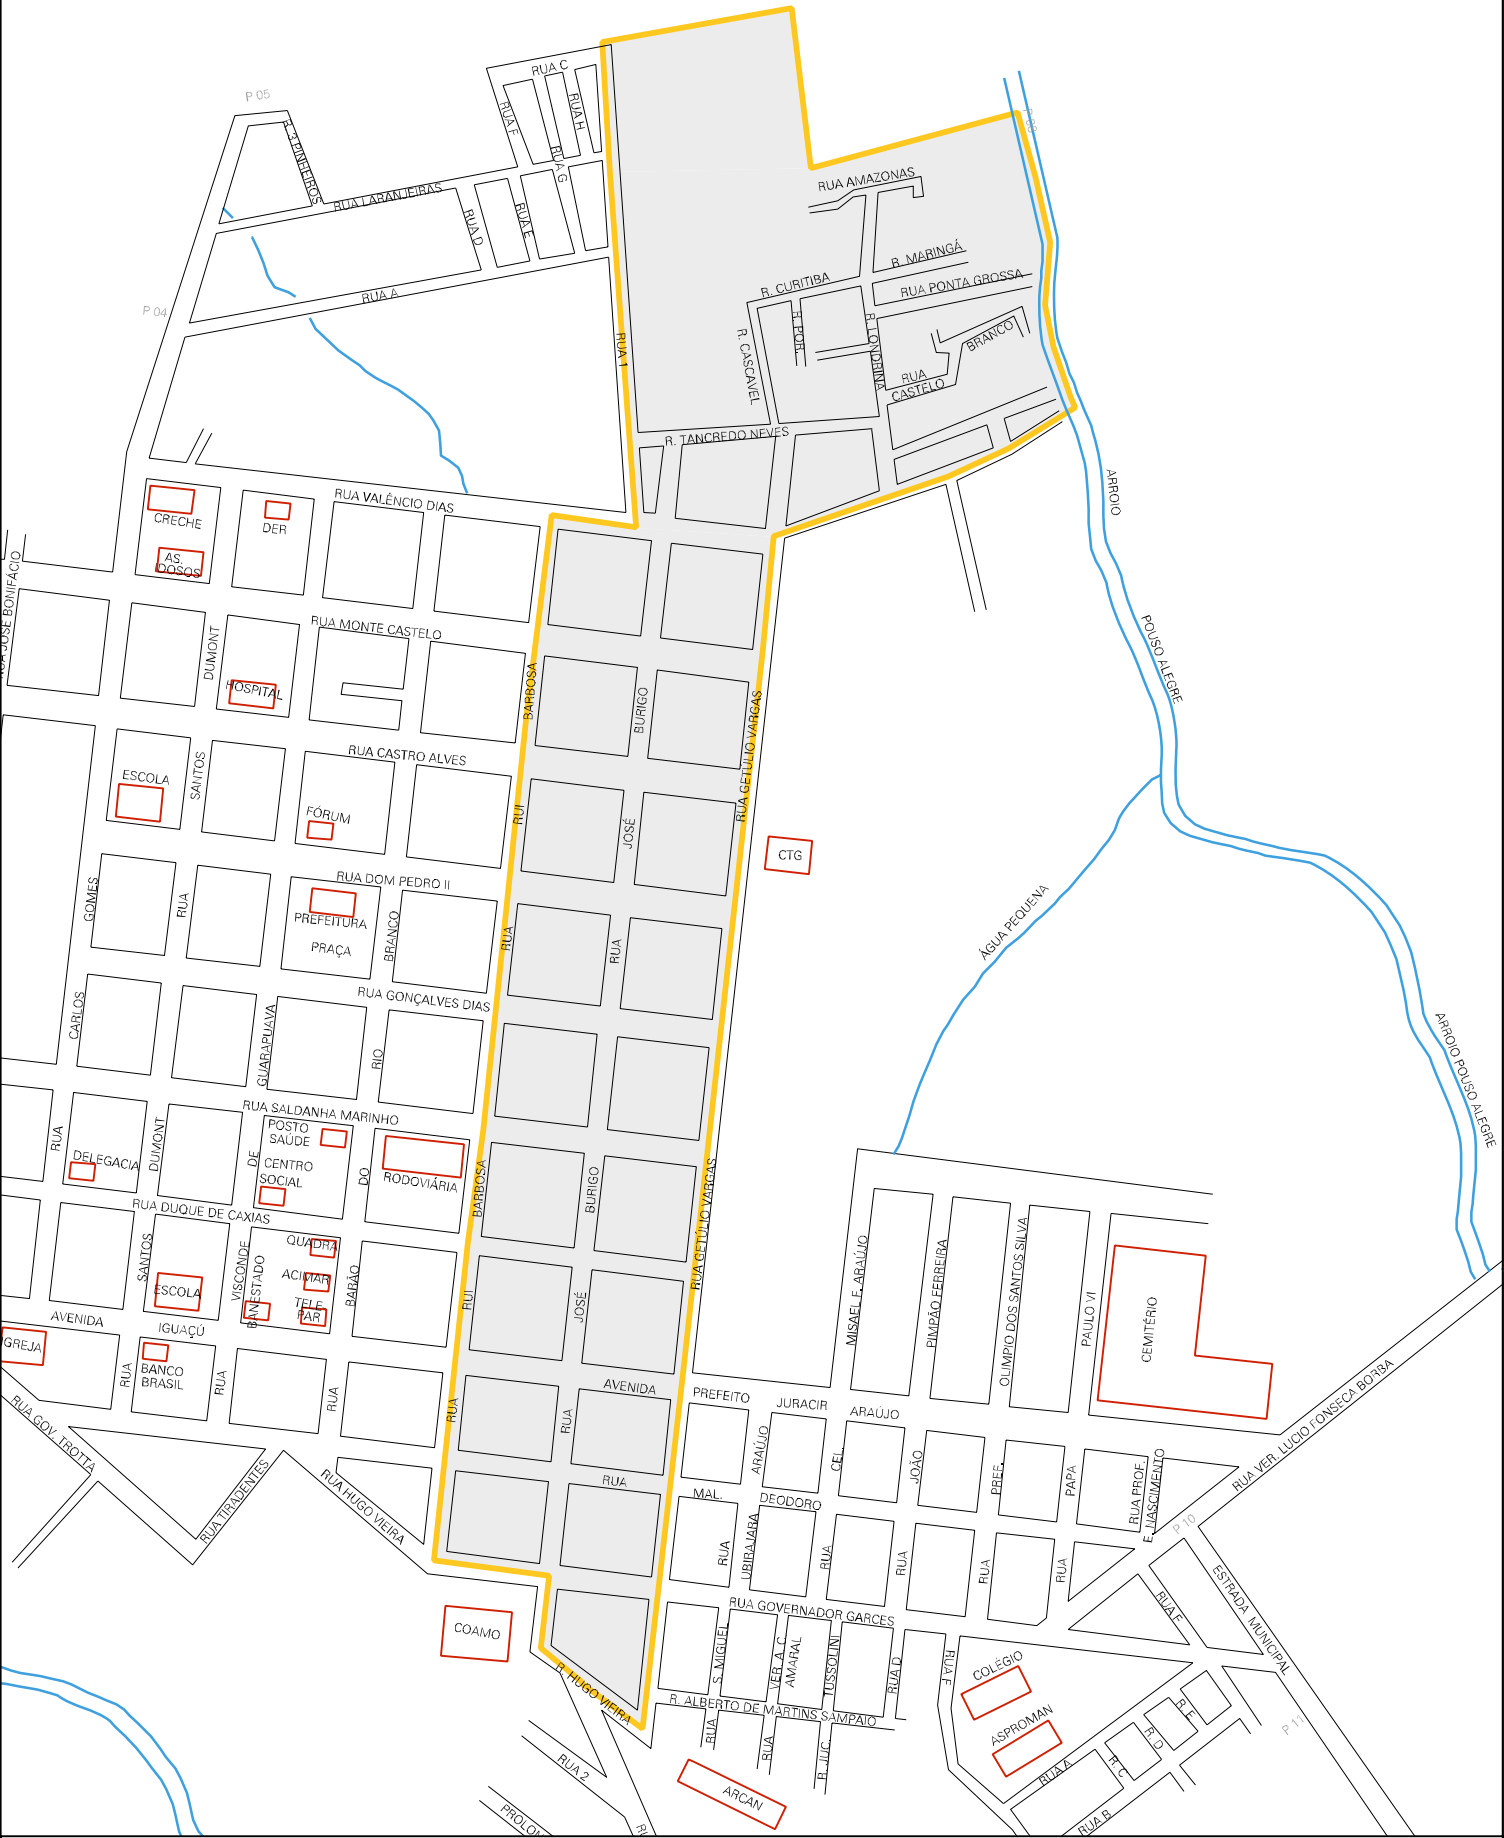 RUA C
P 05
RUA F
RUA H
RUA G
R. 3 PINHEIROS
RUA LARANJEIRAS
RUA D
RUA E
RUA A
P 04
RUA 1
RUA AMAZONAS
R. MARINGÁ
R. CURITIBA
RUA PONTA GROSSA
R. POR.
R. CASCAVEL
R. LONDRINA
BRANCO
RUA
CASTELO
R. TANCREDO NEVES
ARROIO
POUSO ALEGRE
RUA VALÊNCIO DIAS
CRECHE
DER
AS.
IDOSOS
RUA JOSÉ BONIFÁCIO
RUA MONTE CASTELO
DUMONT
HOSPITAL
BARBOSA
BURIGO
RUA GETÚLIO VARGAS
RUA CASTRO ALVES
SANTOS
ESCOLA
FÓRUM
RUI
JOSÉ
CTG
RUA DOM PEDRO II
GOMES
RUA
PREFEITURA
PRAÇA
BRANCO
RUA
RUA
ÁGUA PEQUENA
RUA GONÇALVES DIAS
CARLOS
GUARAPUAVA
RIO
ARROIO POUSO ALEGRE
RUA SALDANHA MARINHO
POSTO
SAÚDE
RUA
DUMONT
DE
DELEGACIA
CENTRO
SOCIAL
DO
RODOVIÁRIA
BARBOSA
BURIGO
RUA GETÚLIO VARGAS
RUA DUQUE DE CAXIAS
SANTOS
VISCONDE
BANESTADO
QUADRA
ACIMAR
TELE
PAR
BARÃO
ESCOLA
RUI
JOSÉ
MISAEL F. ARAÚJO
PIMPÃO FERREIRA
OLIMPIO DOS SANTOS SILVA
PAULO VI
CEMITÉRIO
AVENIDA
IGUAÇÚ
IGREJA
BANCO
BRASIL
RUA
RUA
RUA
RUA
RUA
AVENIDA
PREFEITO
JURACIR
ARAÚJO
RUA VER. LUCIO FONSECA BORBA
RUA GOV. TROTTA
RUA TIRADENTES
RUA HUGO VIEIRA
RUA
MAL.
DEODORO
ARAÚJO
CEL.
JOÃO
PREF.
PAPA
RUA PROF.
E. NASCIMENTO
P 10
RUA
UBIRAJARA
RUA
RUA
RUA
RUA
RUA GOVERNADOR GARCES
RUA F
ESTRADA MUNICIPAL
COAMO
S. MIGUEL
VER. A. C.
AMARAL
TUSSOLINI
RUA D
RUA F
COLÉGIO
ASPROMAN
R. HUGO VIEIRA
R. ALBERTO DE MARTINS SAMPAIO
RUA
RUA
R. JUC.
R. E
R. D
R. C
P 11
RUA A
RUA B
RUA 2
ARCAN